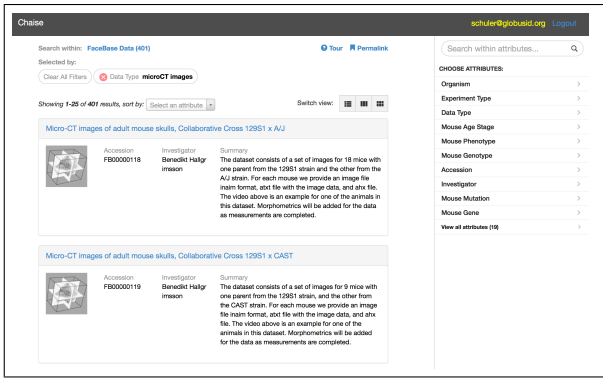 Chaise
schuler@globusid.org Logout
Search within: FaceBase Data (401)
Tour Permalink
Selected by:
Clear All Filters Data Type microCT images
Showing 1-25 of 401 results, sort by: Select an attribute
Switch view:
Micro-CT images of adult mouse skulls, Collaborative Cross 129S1 x A/J
Accession
FB00000118
Investigator
Benedikt Hallgr
imsson
Summary
The dataset consists of a set of images for 18 mice with
one parent from the 129S1 strain and the other from the
A/J strain. For each mouse we provide an image file
inaim format, atxt file with the image data, and ahx file.
The video above is an example for one of the animals in
this dataset. Morphometrics will be added for the data
as measurements are completed.
Micro-CT images of adult mouse skulls, Collaborative Cross 129S1 x CAST
Accession
FB00000119
Investigator
Benedikt Hallgr
imsson
Summary
The dataset consists of a set of images for 9 mice with
one parent from the 129S1 strain, and the other from
the CAST strain. For each mouse we provide an image
file inaim format, atxt file with the image data, and ahx
file. The video above is an example for one of the
animals in this dataset. Morphometrics will be added
for the data as measurements are completed.
Search within attributes...
CHOOSE ATTRIBUTES:
Organism
Experiment Type
Data Type
Mouse Age Stage
Mouse Phenotype
Mouse Genotype
Accession
Investigator
Mouse Mutation
Mouse Gene
View all attributes (19)